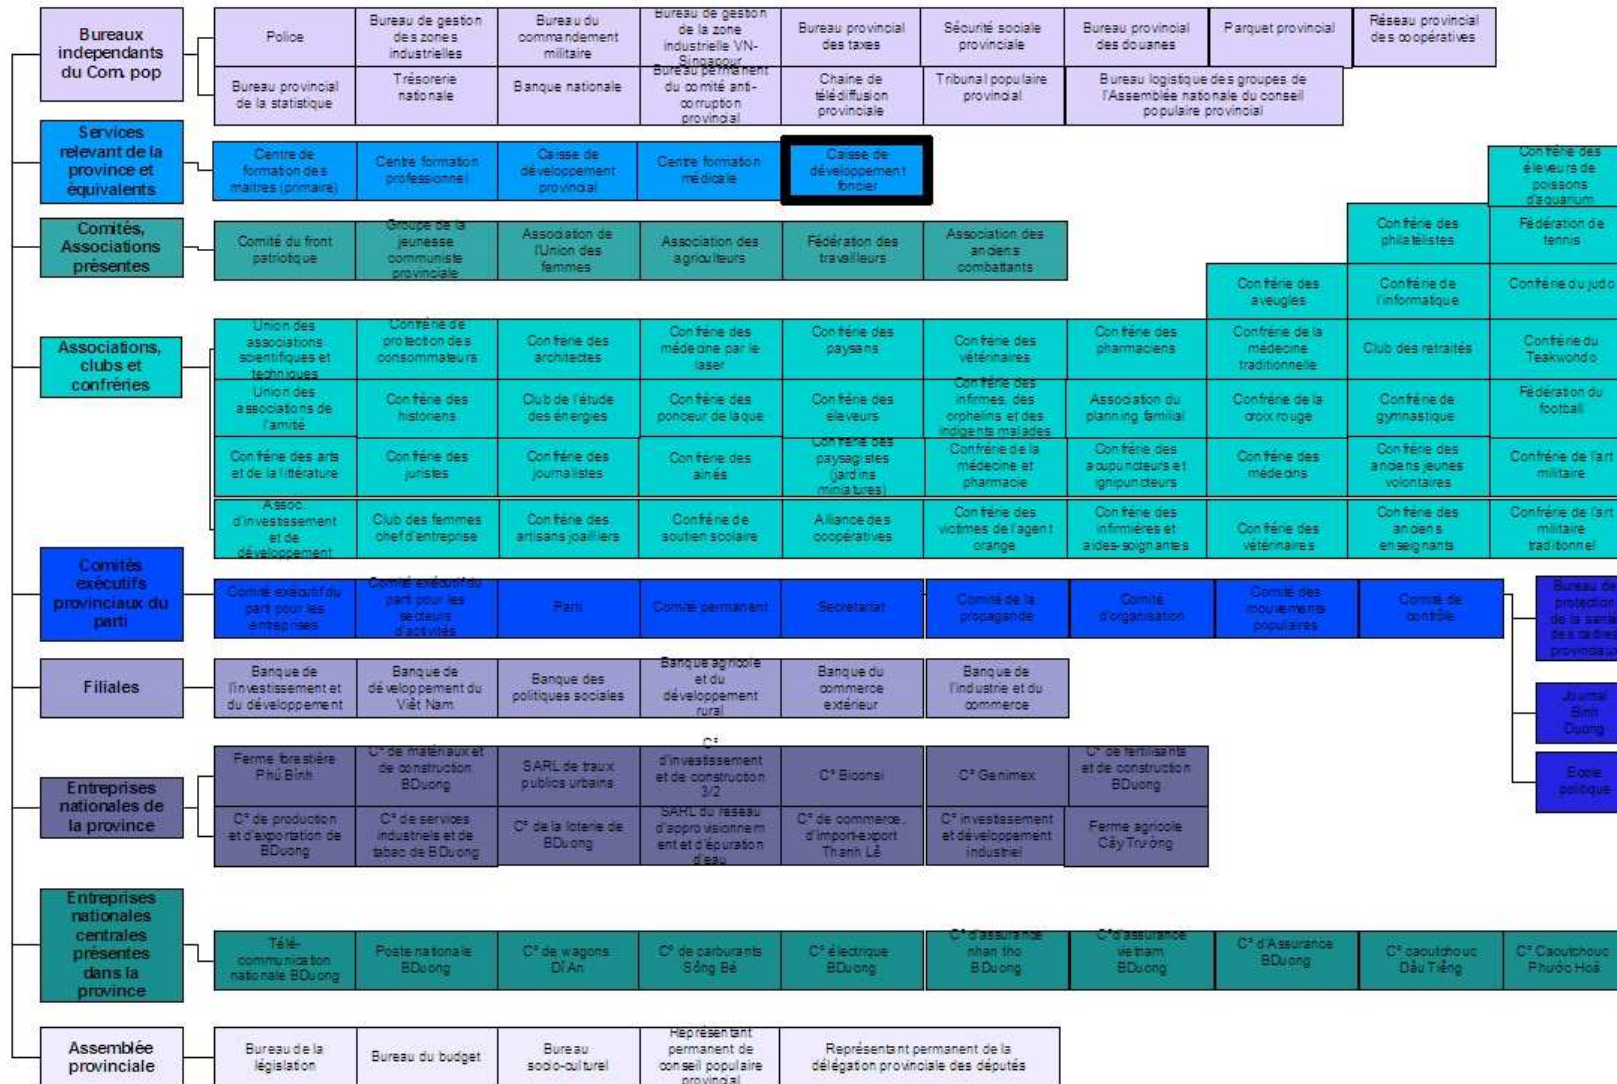 Bureaux
independants
du Com. pop
Police
Bureau de gestion
des zones
industrielles
Bureau du
commandement
militaire
Bureau de gestion
de la zone
industrielle VN-
Singapour
Bureau provincial
des taxes
Sécurité sociale
provinciale
Bureau provincial
des douanes
Parquet provincial
Réseau provincial
des coopératives
Bureau provincial
de la statistique
Trésorerie
nationale
Banque nationale
Bureau permanent
du comité anti-
corruption
provincial
Chaine de
télédiffusion
provinciale
Tribunal populaire
provincial
Bureau logistique des groupes de
l'Assemblée nationale du conseil
populaire provincial
Services
relevant de la
province et
équivalents
Centre de
formation des
maitres (primaire)
Centre formation
professionnel
Caisse de
développement
provincial
Centre formation
médicale
Caisse de
développement
foncier
Confrérie des
éleveurs de
poissons
d'aquarium
Comités,
Associations
présentes
Comité du front
patriotique
Groupe de la
jeunesse
communiste
provinciale
Association de
l'Union des
femmes
Association des
agriculteurs
Fédération des
travailleurs
Association des
anciens
combattants
Confrérie des
philatélistes
Fédération de
tennis
Confrérie des
aveugles
Confrérie de
l'informatique
Confrérie du judo
Associations,
clubs et
confréries
Union des
associations
scientifiques et
techniques
Confrérie de
protection des
consommateurs
Confrérie des
architectes
Confrérie des
médecine par le
laser
Confrérie des
paysans
Confrérie des
vétérinaires
Confrérie des
pharmaciens
Confrérie de la
médecine
traditionnelle
Club des retraités
Confrérie du
Teakwondo
Union des
associations de
l'amitié
Confrérie des
historiens
Club de l'étude
des énergies
Confrérie des
ponceur de laque
Confrérie des
éleveurs
Confrérie des
infirmes, des
orphelins et des
indigents malades
Association du
planning familial
Confrérie de la
croix rouge
Confrérie de
gymnastique
Fédération du
football
Confrérie des arts
et de la littérature
Confrérie des
juristes
Confrérie des
journalistes
Confrérie des
ainés
Confrérie des
paysagistes
(jardins
miniatures)
Confrérie de la
médecine et
pharmacie
Confrérie des
acupuncteurs et
ignipuncteurs
Confrérie des
médecins
Confrérie des
anciens jeunes
volontaires
Confrérie de l'art
militaire
Assoc.
d'investissement
et de
développement
Club des femmes
chef d'entreprise
Confrérie des
artisans joailliers
Confrérie de
soutien scolaire
Alliance des
coopératives
Confrérie des
victimes de l'agent
orange
Confrérie des
infirmières et
aides-soignantes
Confrérie des
vétérinaires
Confrérie des
anciens
enseignants
Confrérie de l'art
militaire
traditionnel
Comités
exécutifs
provinciaux du
parti
Comité exécutif du
parti pour les
entreprises
Comité exécutif du
parti pour les
secteurs
d'activités
Parti
Comité permanent
Secretariat
Comité de la
propagande
Comité
d'organisation
Comité des
mouvements
populaires
Comité de
contrôle
Bureau de
protection
de la santé
des cadres
provinciaux
Filiales
Banque de
l'investissement et
du développement
Banque de
développement du
Viêt Nam
Banque des
politiques sociales
Banque agricole
et du
développement
rural
Banque du
commerce
extérieur
Banque de
l'industrie et du
commerce
Journal
Binh
Duong
Ecole
politique
Entreprises
nationales de
la province
Ferme forestière
Phú Bình
C° de matériaux et
de construction
BDuong
SARL de traux
publics urbains
C°
d'investissement
et de construction
3/2
C° Biconsi
C° Genimex
C° de fertilisants
et de construction
BDuong
C° de production
et d'exportation de
BDuong
C° de services
industriels et de
tabac de BDuong
C° de la loterie de
BDuong
SARL du réseau
d'approvisionnem
ent et d'épuration
d'eau
C° de commerce,
d'import-export
Thanh Lễ
C° investissement
et développement
industriel
Ferme agricole
Cây Trường
Entreprises
nationales
centrales
présentes
dans la
province
Télé-
communication
nationale BDuong
Poste nationale
BDuong
C° de wagons
Dĩ An
C° de carburants
Sông Bé
C° électrique
BDuong
C° d'assurance
nhan tho
BDuong
C° d'assurance
vietnam
BDuong
C° d'Assurance
BDuong
C° caoutchouc
Dầu Tiếng
C° Caoutchouc
Phước Hoà
Assemblée
provinciale
Bureau de la
législation
Bureau du budget
Bureau
socio-culturel
Représentant
permanent de
conseil populaire
provincial
Représentant permanent de la
délégation provinciale des députés